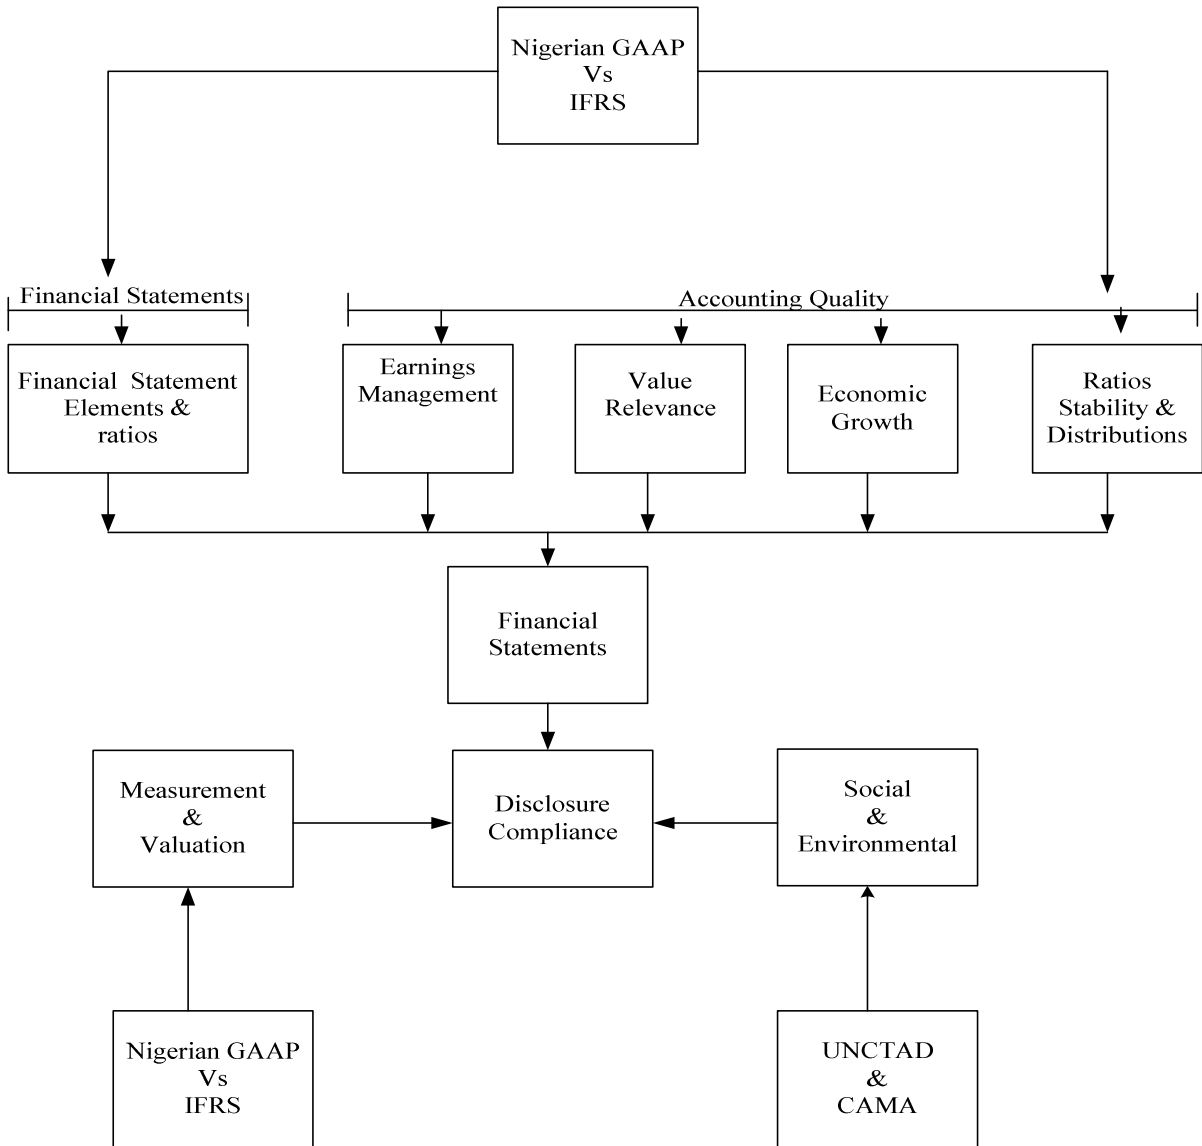 Nigerian GAAP
Vs
IFRS
Financial Statements
Accounting Quality
Financial Statement
Elements &
ratios
Earnings
Management
Value
Relevance
Economic
Growth
Ratios
Stability &
Distributions
Financial
Statements
Measurement
&
Valuation
Disclosure
Compliance
Social
&
Environmental
Nigerian GAAP
Vs
IFRS
UNCTAD
&
CAMA